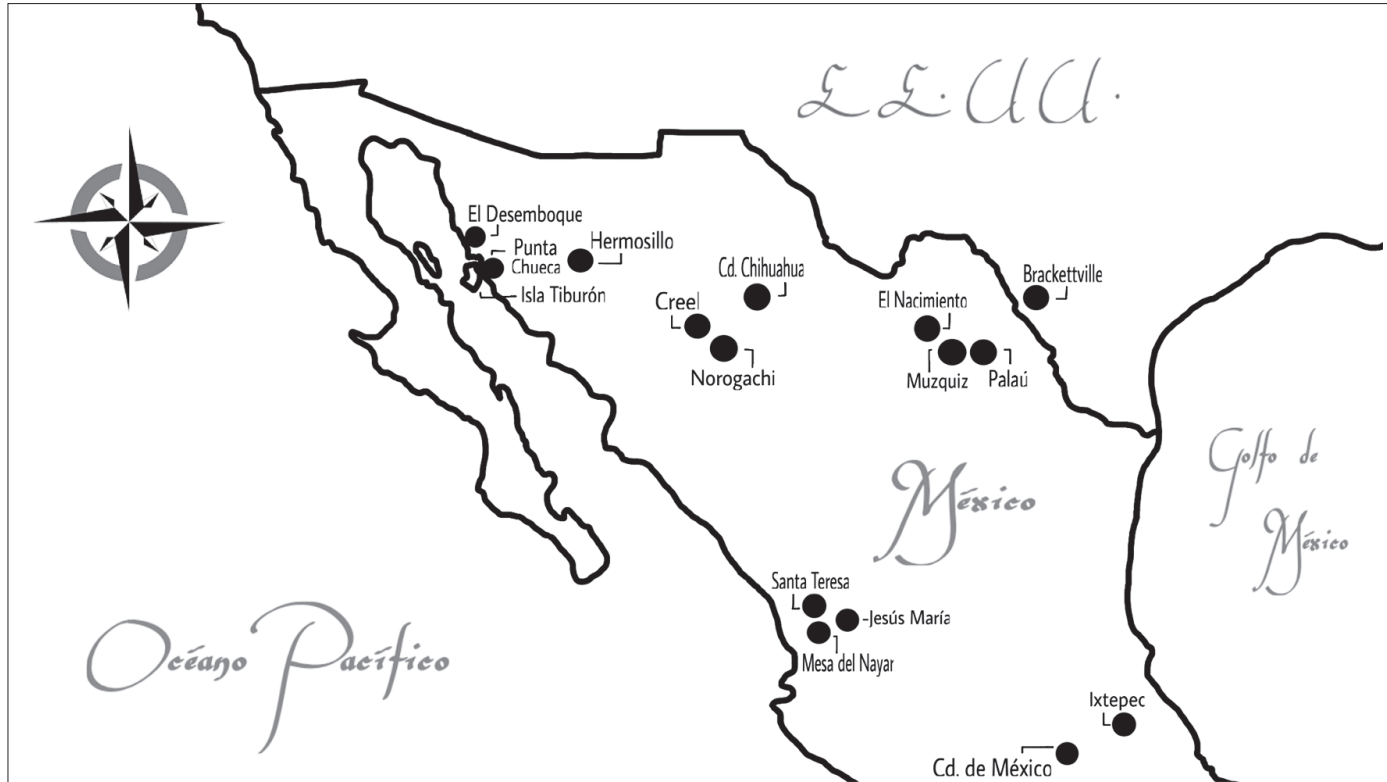 EE.UU.
El Desemboque
Punta
Chueca
Hermosillo
Isla Tiburón
Cd. Chihuahua
Creel
Norogachi
El Nacimiento
Brackettville
Muzquiz
Palaú
Golfo de
México
México
Santa Teresa
-Jesús María
Mesa del Nayar
Océano Pacífico
Ixtepec
Cd. de México